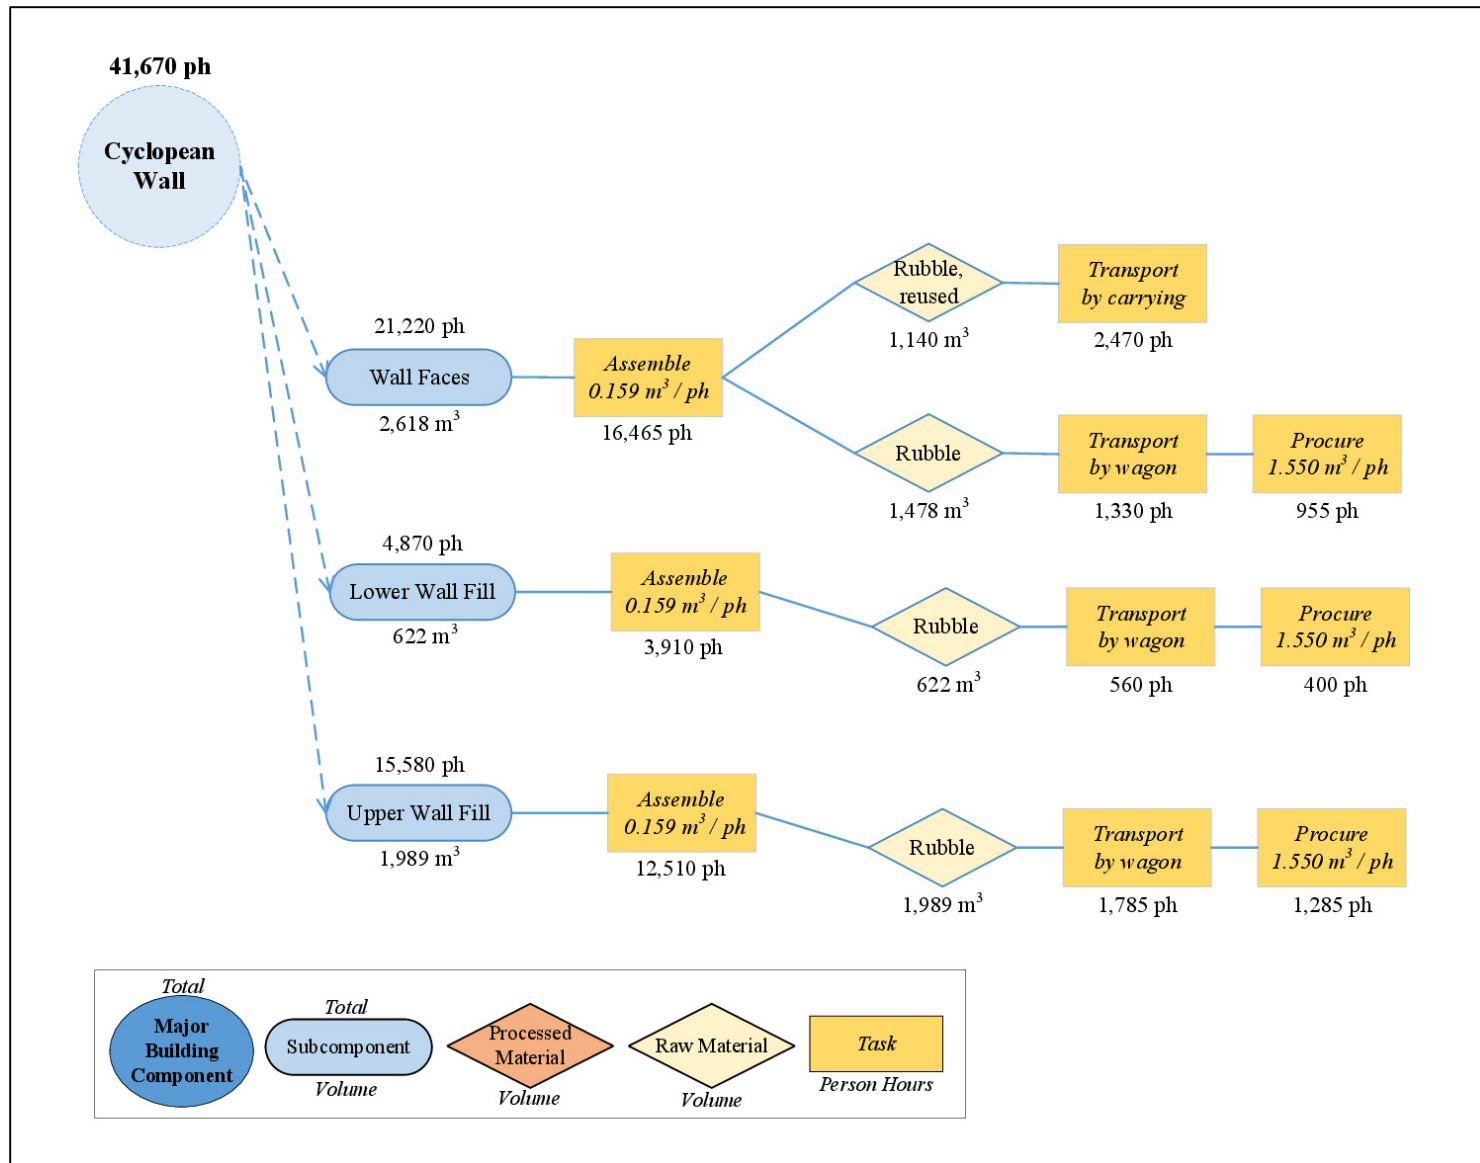 41,670 ph
Cyclopean
Wall
21,220 ph
Wall Faces
2,618 m³
Assemble
0.159 m³ / ph
16,465 ph
Rubble,
reused
1,140 m³
Transport
by carrying
2,470 ph
Rubble
1,478 m³
Transport
by wagon
1,330 ph
Procure
1.550 m³ / ph
955 ph
4,870 ph
Lower Wall Fill
622 m³
Assemble
0.159 m³ / ph
3,910 ph
Rubble
622 m³
Transport
by wagon
560 ph
Procure
1.550 m³ / ph
400 ph
15,580 ph
Upper Wall Fill
1,989 m³
Assemble
0.159 m³ / ph
12,510 ph
Rubble
1,989 m³
Transport
by wagon
1,785 ph
Procure
1.550 m³ / ph
1,285 ph
Total
Major
Building
Component
Total
Subcomponent
Volume
Processed
Material
Volume
Raw Material
Volume
Task
Person Hours